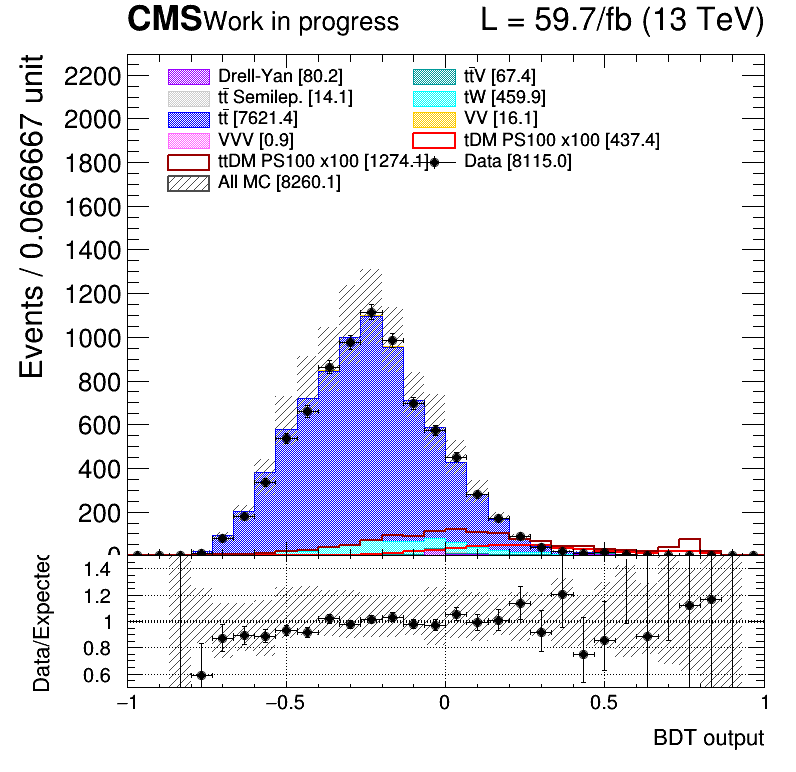 CMS Work in progress L = 59.7/fb (13 TeV)
Events / 0.0666667 unit
2200
2000
1800
1600
1400
1200
1000
800
600
400
200
0
Drell-Yan [80.2] tt̄V [67.4]
tt̄ Semilep. [14.1] tW [459.9]
tt̄ [7621.4] VV [16.1]
VVV [0.9] tDM PS100 x100 [437.4]
ttDM PS100 x100 [1274.1] Data [8115.0]
All MC [8260.1]
Data/Expected
1.4
1.2
1
0.8
0.6
−1 −0.5 0 0.5 1
BDT output